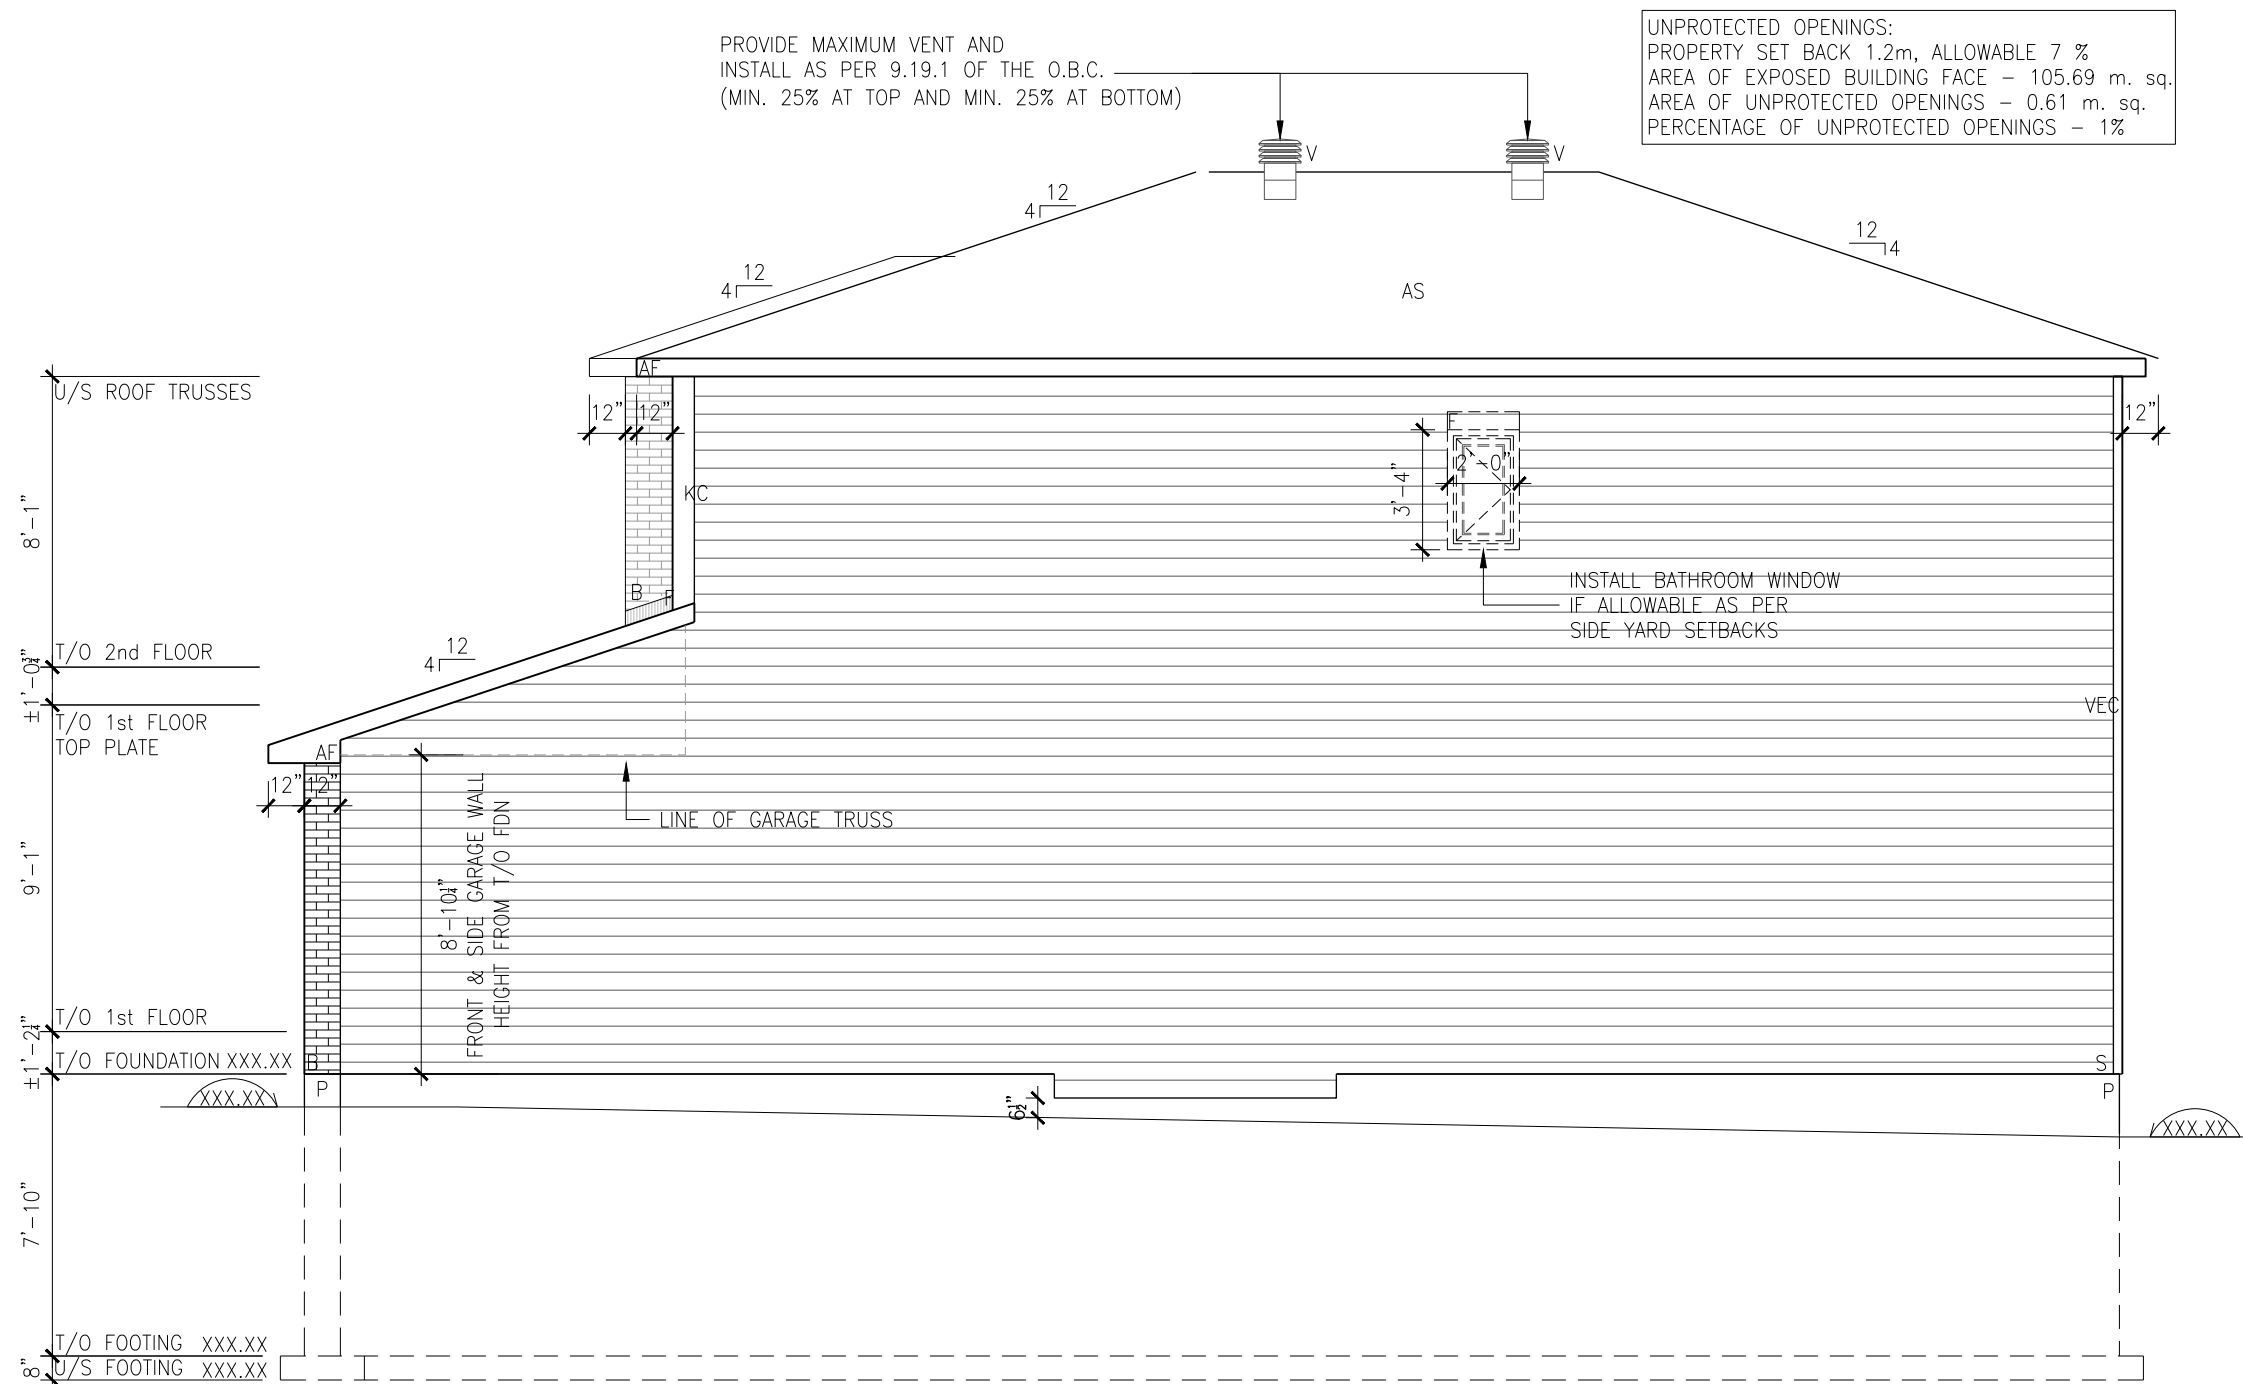 PROVIDE MAXIMUM VENT AND
INSTALL AS PER 9.19.1 OF THE O.B.C.
(MIN. 25% AT TOP AND MIN. 25% AT BOTTOM)
UNPROTECTED OPENINGS:
PROPERTY SET BACK 1.2m, ALLOWABLE 7 %
AREA OF EXPOSED BUILDING FACE – 105.69 m. sq.
AREA OF UNPROTECTED OPENINGS – 0.61 m. sq.
PERCENTAGE OF UNPROTECTED OPENINGS – 1%
V
V
12
4
12
4
12
4
AS
AF
U/S ROOF TRUSSES
12"
12"
12"
F
2'-0"
3'-4"
KC
8'-1"
INSTALL BATHROOM WINDOW
IF ALLOWABLE AS PER
SIDE YARD SETBACKS
B
F
12
4
T/O 2nd FLOOR
±1'-0¾"
T/O 1st FLOOR
TOP PLATE
VEC
AF
12"
12"
LINE OF GARAGE TRUSS
9'-1"
8'-10¼"
FRONT & SIDE GARAGE WALL
HEIGHT FROM T/O FDN
T/O 1st FLOOR
±1'-2¼"
T/O FOUNDATION XXX.XX
B
S
P
P
XXX.XX
6½"
XXX.XX
7'-10"
T/O FOOTING XXX.XX
U/S FOOTING XXX.XX
8"